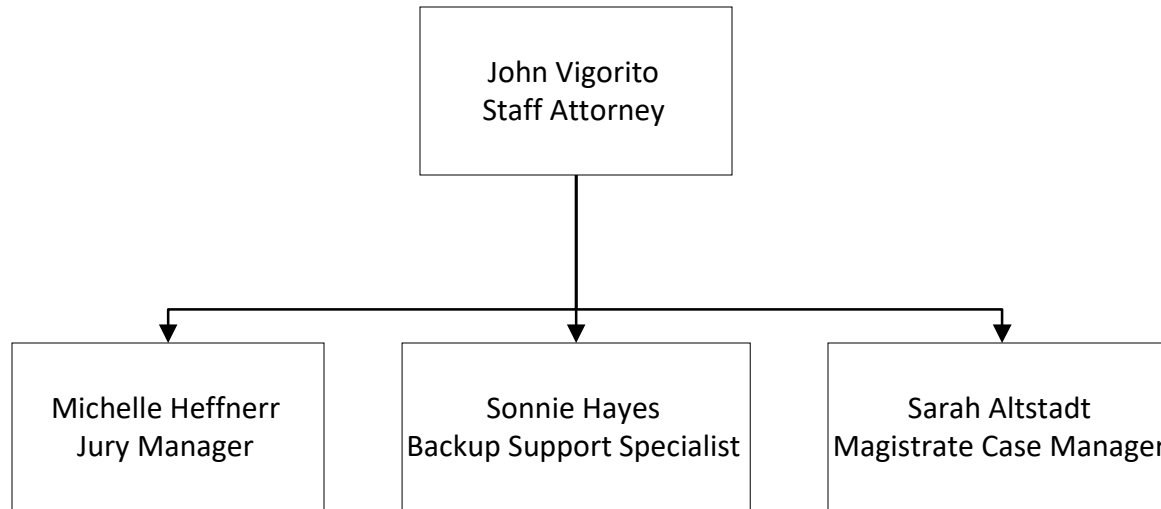 John Vigorito
Staff Attorney
Michelle Heffnerr
Jury Manager
Sonnie Hayes
Backup Support Specialist
Sarah Altstadt
Magistrate Case Manager